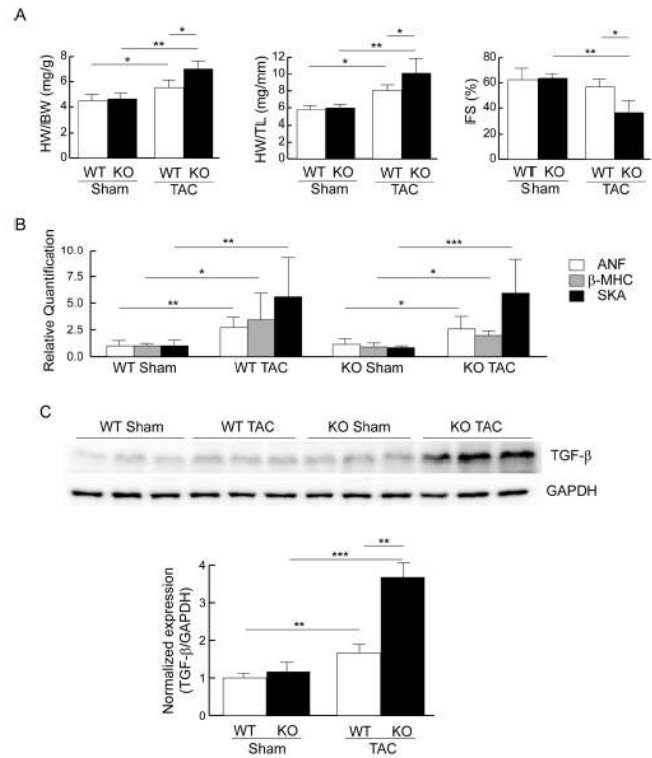 A
HW/BW (mg/g)
8
6
4
2
0
* ** *
WT KO WT KO
Sham TAC
HW/TL (mg/mm)
12
10
8
6
4
2
0
* ** *
WT KO WT KO
Sham TAC
IFS (%)
80
60
40
20
0
* **
WT KO WT KO
Sham TAC
B
Relative Quantification
10.0
7.5
5.0
2.5
0.0
** ***
* *
** *
WT Sham WT TAC KO Sham KO TAC
ANF
β-MHC
SKA
C
WT Sham WT TAC KO Sham KO TAC
TGF-β
GAPDH
Normalized expression
(TGF-β/GAPDH)
4
3
2
1
0
** *** **
WT KO WT KO
Sham TAC